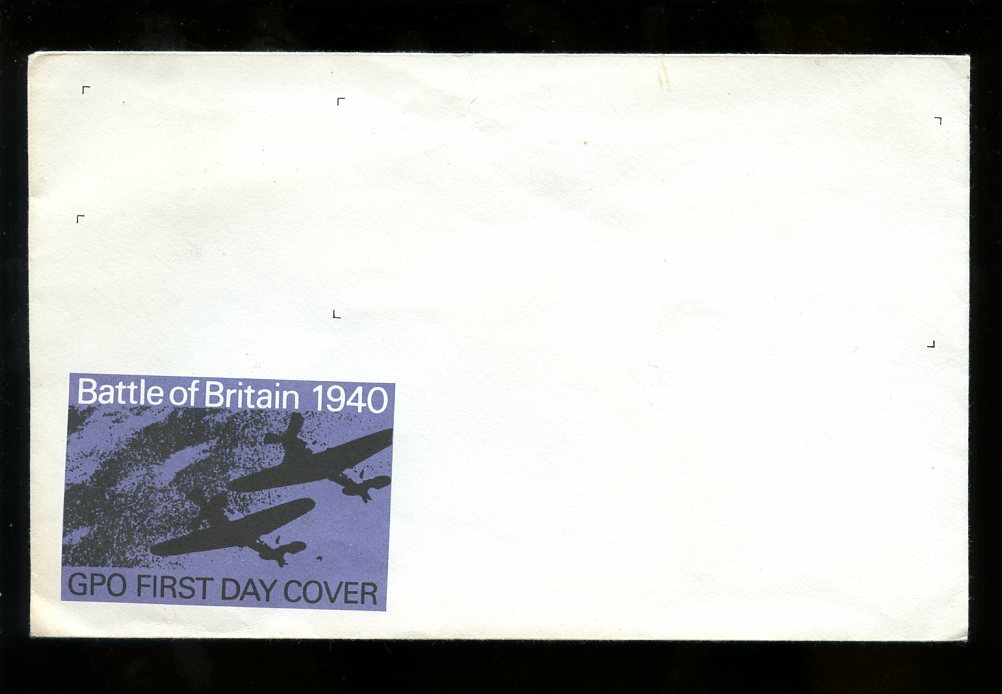 Battle of Britain 1940
GPO FIRST DAY COVER